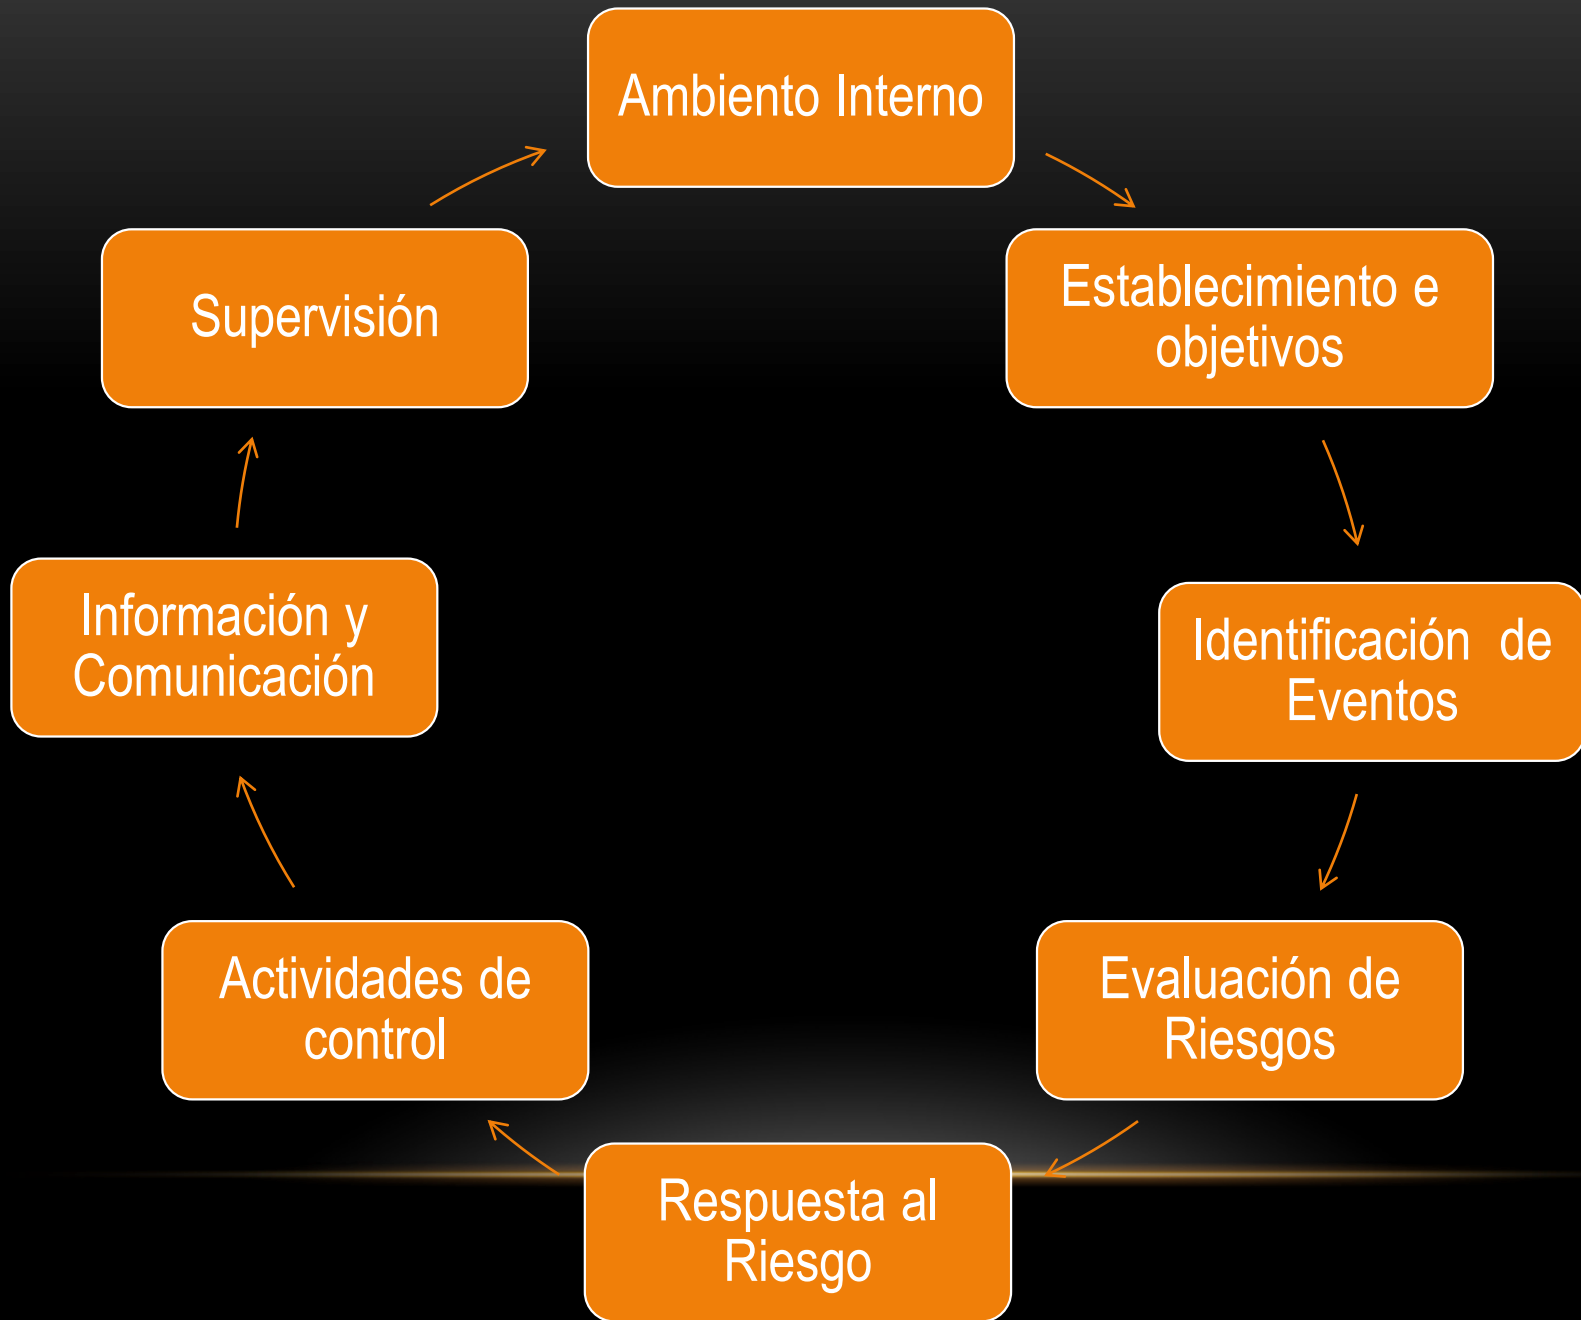 Ambiento Interno
Establecimiento e
objetivos
Identificación  de
Eventos
Evaluación de
Riesgos
Respuesta al
Riesgo
Actividades de
control
Información y
Comunicación
Supervisión